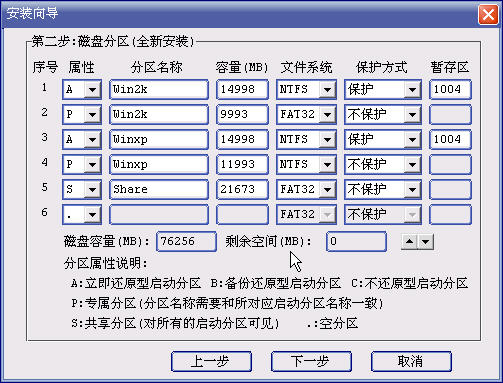 安装向导
第二步:磁盘分区(全新安装)
序号 属性 分区名称 容量(MB) 文件系统 保护方式 暂存区
1 A Win2k 14998 NTFS 保护 1004
2 P Win2k 9993 FAT32 不保护
3 A Winxp 14998 NTFS 保护 1004
4 P Winxp 11993 NTFS 不保护
5 S Share 21673 FAT32 不保护
6 . FAT32 不保护
磁盘容量(MB): 76256 剩余空间(MB): 0
分区属性说明:
A:立即还原型启动分区 B:备份还原型启动分区 C:不还原型启动分区
P:专属分区(分区名称需要和所对应启动分区名称一致)
S:共享分区(对所有的启动分区可见) .:空分区
上一步 下一步 取消